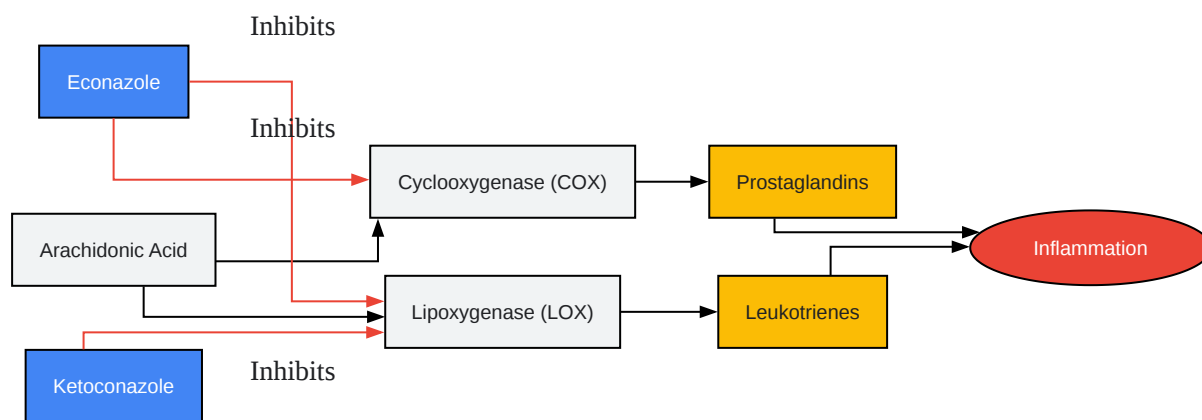 Inhibits
Econazole
Inhibits
Cyclooxygenase (COX)
Prostaglandins
Arachidonic Acid
Inflammation
Lipoxygenase (LOX)
Leukotrienes
Inhibits
Ketoconazole